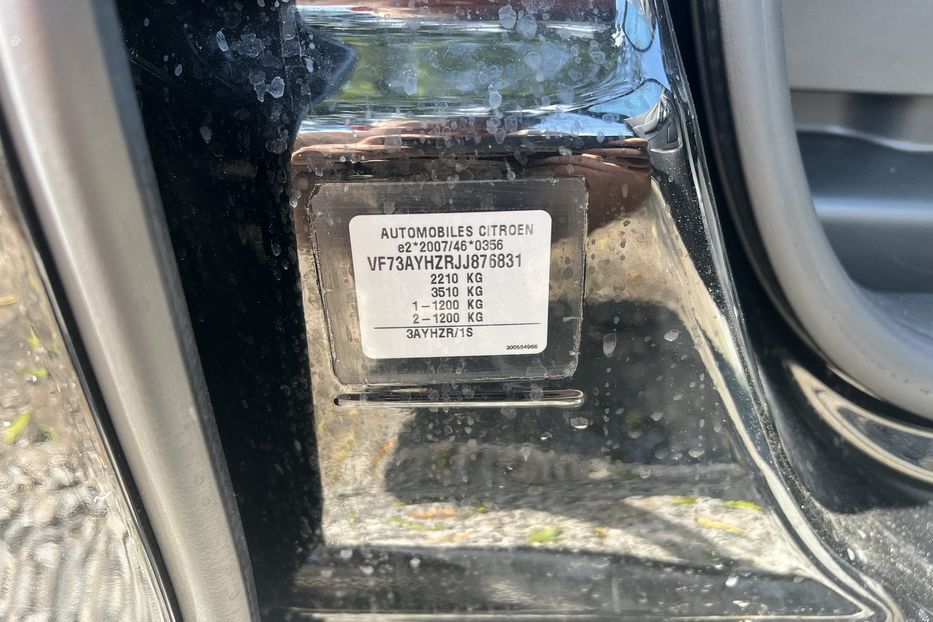 AUTOMOBILES CITROEN
e2*2007/46*0356
VF73AYHZRJJ876831
2210 KG
3510 KG
1-1200 KG
2-1200 KG
3AYHZR/1S
300554966